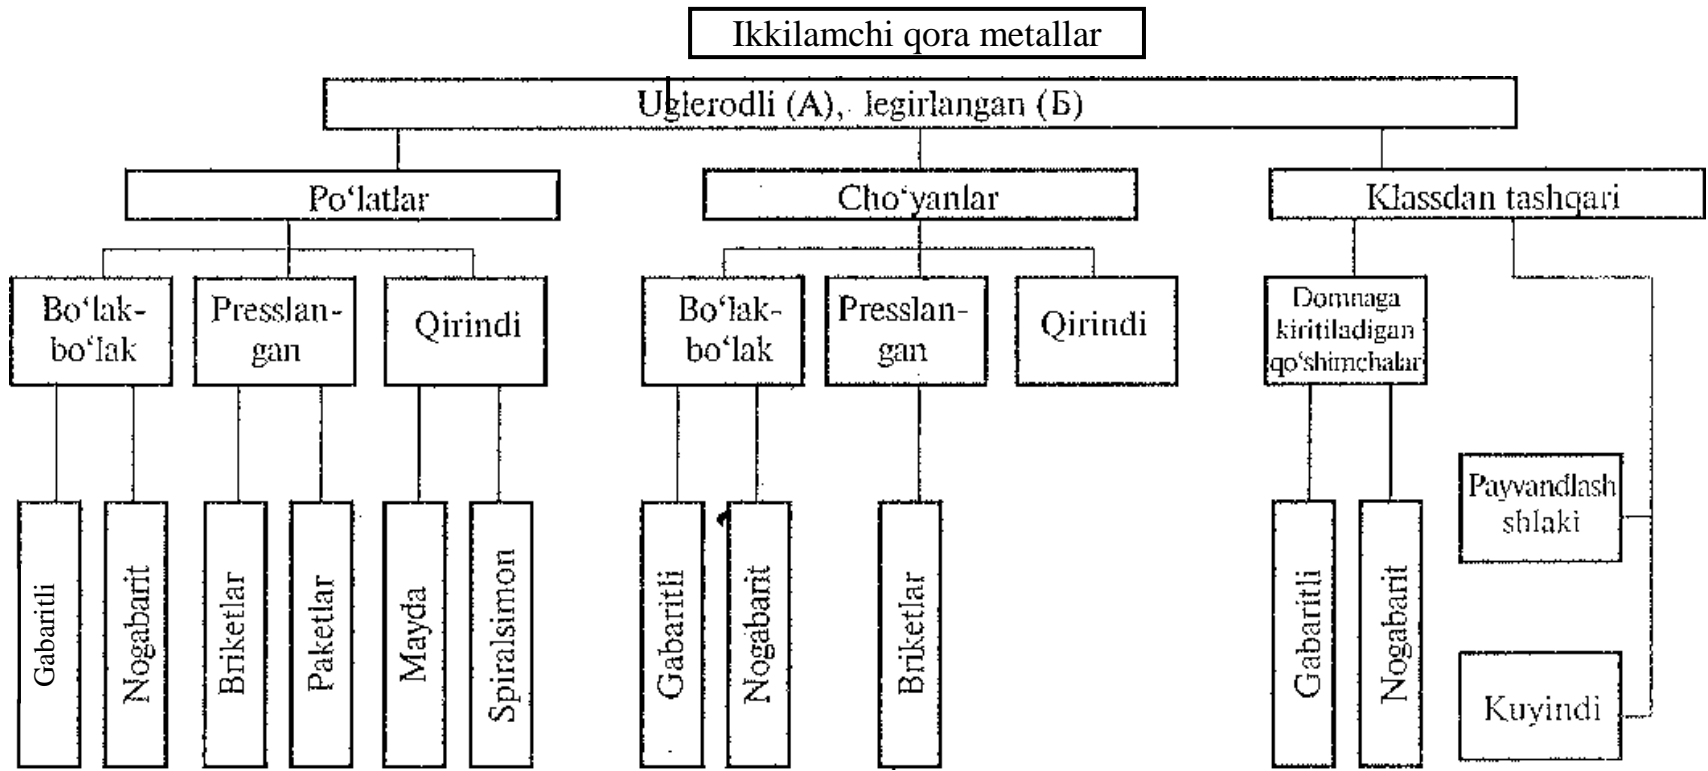 Ikkilamchi qora metallar
Uglerodli (A), legirlangan (Б)
Po‘latlar
Cho‘yanlar
Klassdan tashqari
Bo‘lak-
bo‘lak
Presslan-
gan
Qirindi
Bo‘lak-
bo‘lak
Presslan-
gan
Qirindi
Domnaga
kiritiladigan
qo‘shimchalar
Gabaritli
Nogabarit
Briketlar
Paketlar
Mayda
Spiralsimon
Gabaritli
Nogabarit
Briketlar
Gabaritli
Nogabarit
Payvandlash
shlaki
Kuyindi